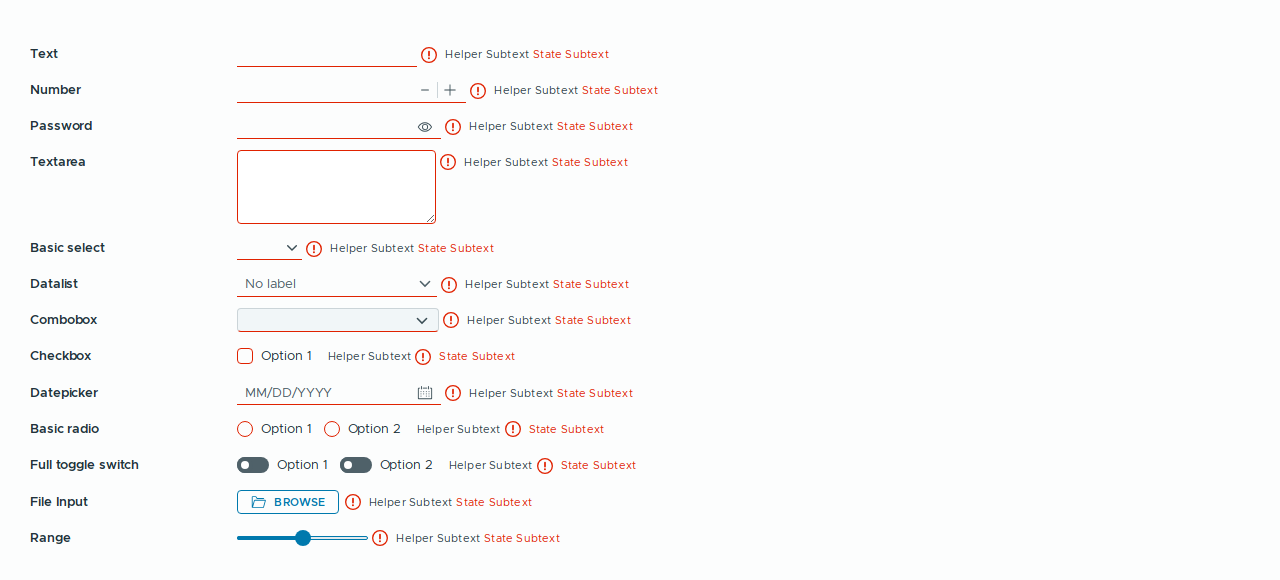 Text Helper Subtext State Subtext
Number Helper Subtext State Subtext
Password Helper Subtext State Subtext
Textarea Helper Subtext State Subtext
Basic select Helper Subtext State Subtext
Datalist No label Helper Subtext State Subtext
Combobox Helper Subtext State Subtext
Checkbox Option 1 Helper Subtext State Subtext
Datepicker MM/DD/YYYY Helper Subtext State Subtext
Basic radio Option 1 Option 2 Helper Subtext State Subtext
Full toggle switch Option 1 Option 2 Helper Subtext State Subtext
File Input BROWSE Helper Subtext State Subtext
Range Helper Subtext State Subtext